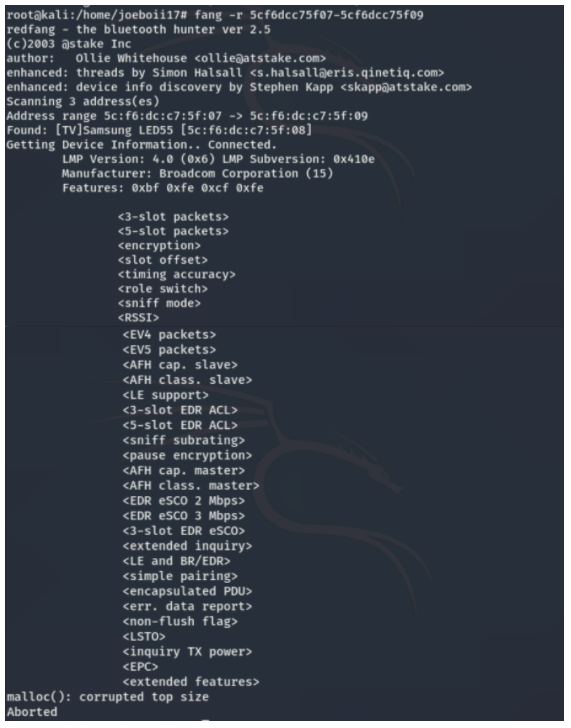 root@kali:/home/joeboii17# fang -r 5cf6dcc75f07-5cf6dcc75f09
redfang - the bluetooth hunter ver 2.5
(c)2003 @stake Inc
author:   Ollie Whitehouse <ollie@atstake.com>
enhanced: threads by Simon Halsall <s.halsall@eris.qinetiq.com>
enhanced: device info discovery by Stephen Kapp <skapp@atstake.com>
Scanning 3 address(es)
Address range 5c:f6:dc:c7:5f:07 -> 5c:f6:dc:c7:5f:09
Found: [TV]Samsung LED55 [5c:f6:dc:c7:5f:08]
Getting Device Information.. Connected.
LMP Version: 4.0 (0x6) LMP Subversion: 0x410e
Manufacturer: Broadcom Corporation (15)
Features: 0xbf 0xfe 0xcf 0xfe
<3-slot packets>
<5-slot packets>
<encryption>
<slot offset>
<timing accuracy>
<role switch>
<sniff mode>
<RSSI>
<EV4 packets>
<EV5 packets>
<AFH cap. slave>
<AFH class. slave>
<LE support>
<3-slot EDR ACL>
<5-slot EDR ACL>
<sniff subrating>
<pause encryption>
<AFH cap. master>
<AFH class. master>
<EDR eSCO 2 Mbps>
<EDR eSCO 3 Mbps>
<3-slot EDR eSCO>
<extended inquiry>
<LE and BR/EDR>
<simple pairing>
<encapsulated PDU>
<err. data report>
<non-flush flag>
<LSTO>
<inquiry TX power>
<EPC>
<extended features>
malloc(): corrupted top size
Aborted